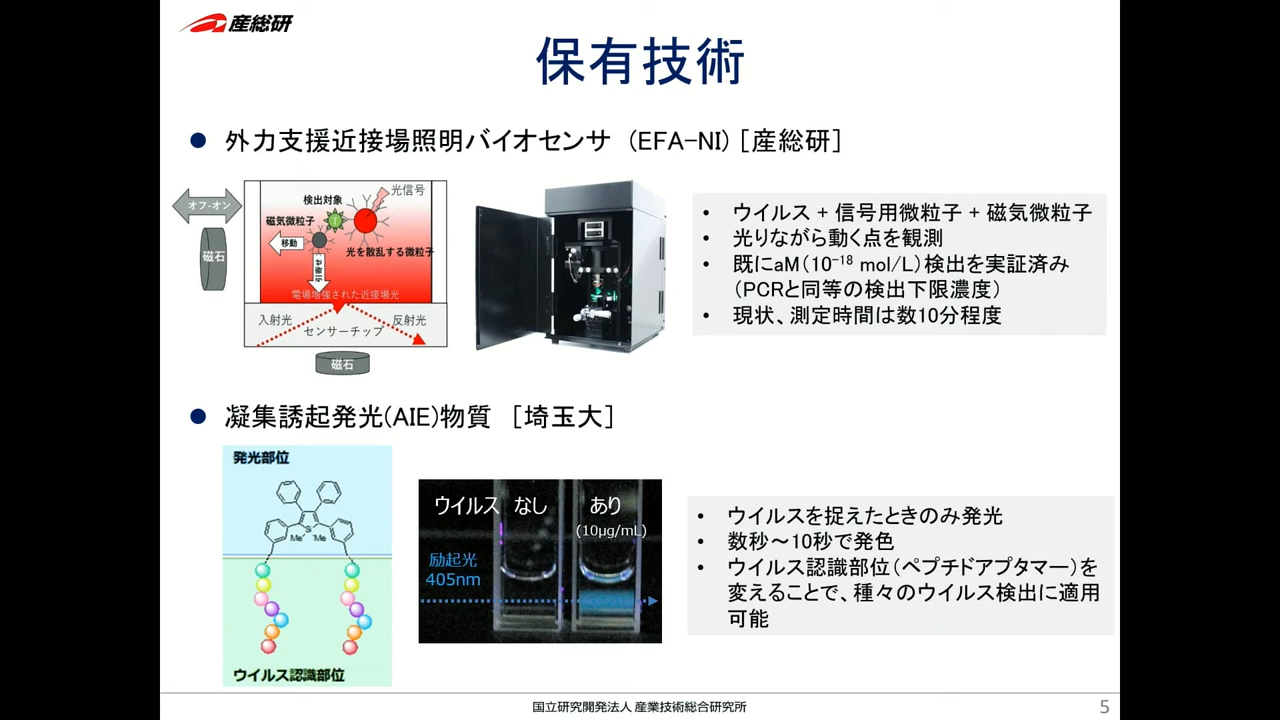 産総研
保有技術
● 外力支援近接場照明バイオセンサ (EFA-NI) [産総研]
オフ-オン
磁石
検出対象
光信号
磁気微粒子
移動
光を散乱する微粒子
引寄せ
電場増強された近接場光
入射光
反射光
センサーチップ
磁石
• ウイルス + 信号用微粒子 + 磁気微粒子
• 光りながら動く点を観測
• 既にaM(10⁻¹⁸ mol/L)検出を実証済み
(PCRと同等の検出下限濃度)
• 現状、測定時間は数10分程度
● 凝集誘起発光(AIE)物質 [埼玉大]
発光部位
Si
Me Me
ウイルス認識部位
ウイルス なし あり
(10μg/mL)
励起光
405nm
• ウイルスを捉えたときのみ発光
• 数秒~10秒で発色
• ウイルス認識部位(ペプチドアプタマー)を
変えることで、種々のウイルス検出に適用
可能
国立研究開発法人 産業技術総合研究所
5